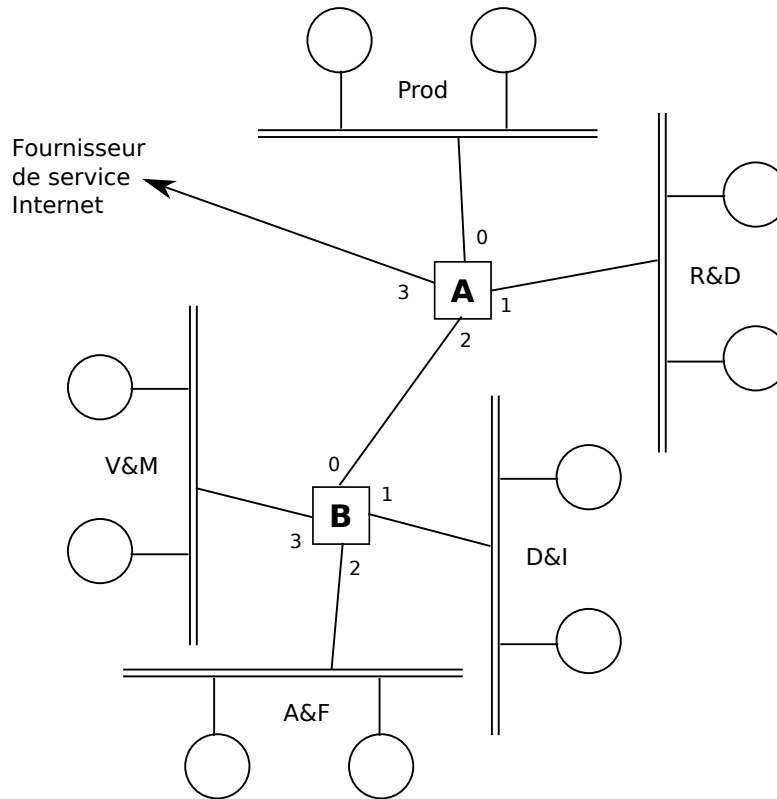 Prod
Fournisseur
de service
Internet
0
A
3
1
R&D
2
V&M
0
1
B
3
2
D&I
A&F